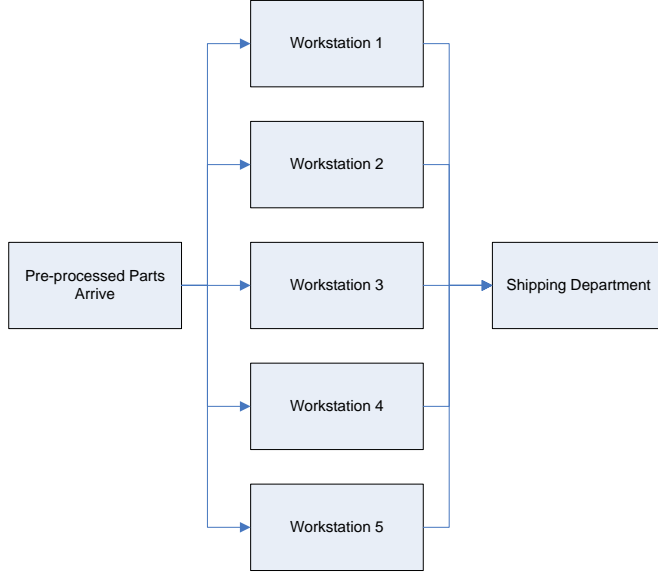 Workstation 1
Workstation 2
Pre-processed Parts
Arrive
Workstation 3
Shipping Department
Workstation 4
Workstation 5